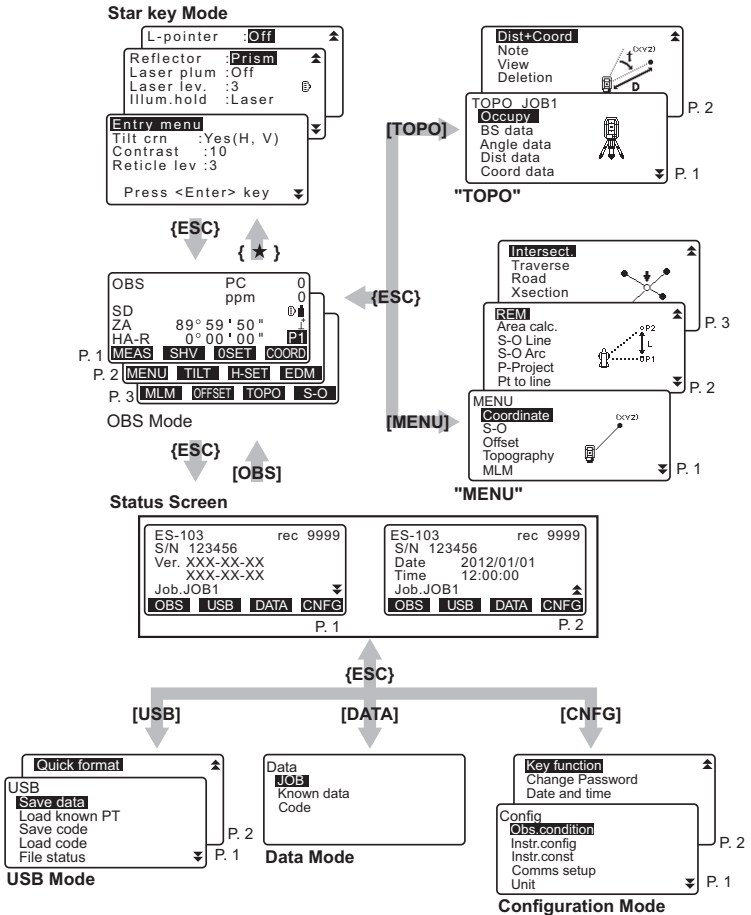 Star key Mode
L-pointer :Off
Reflector :Prism
Laser plum :Off
Laser lev. :3
Illum.hold :Laser
Entry menu
Tilt crn :Yes(H, V)
Contrast :10
Reticle lev :3
Press <Enter> key
{ESC}
{ ★ }
OBS PC 0
ppm 0
SD
ZA 89° 59 ' 50 "
HA-R 0° 00 ' 00 " P1
P. 1 MEAS SHV 0SET COORD
P. 2 MENU TILT H-SET EDM
P. 3 MLM OFFSET TOPO S-O
OBS Mode
{ESC}
[OBS]
[TOPO]
Dist+Coord
Note
View
Deletion
(XYZ)
D
P. 2
TOPO JOB1
Occupy
BS data
Angle data
Dist data
Coord data
P. 1
"TOPO"
{ESC}
[MENU]
Intersect.
Traverse
Road
Xsection
P. 3
REM
Area calc.
S-O Line
S-O Arc
P-Project
Pt to line
P2
L
P1
P. 2
MENU
Coordinate
S-O
Offset
Topography
MLM
(XYZ)
P. 1
"MENU"
Status Screen
ES-103 rec 9999
S/N 123456
Ver. XXX-XX-XX
XXX-XX-XX
Job.JOB1
OBS USB DATA CNFG
P. 1
ES-103 rec 9999
S/N 123456
Date 2012/01/01
Time 12:00:00
Job.JOB1
OBS USB DATA CNFG
P. 2
{ESC}
[USB]
[DATA]
[CNFG]
Quick format
USB
Save data
Load known PT
Save code
Load code
File status
P. 2
P. 1
USB Mode
Data
JOB
Known data
Code
Data Mode
Key function
Change Password
Date and time
Config
Obs.condition
Instr.config
Instr.const
Comms setup
Unit
P. 2
P. 1
Configuration Mode